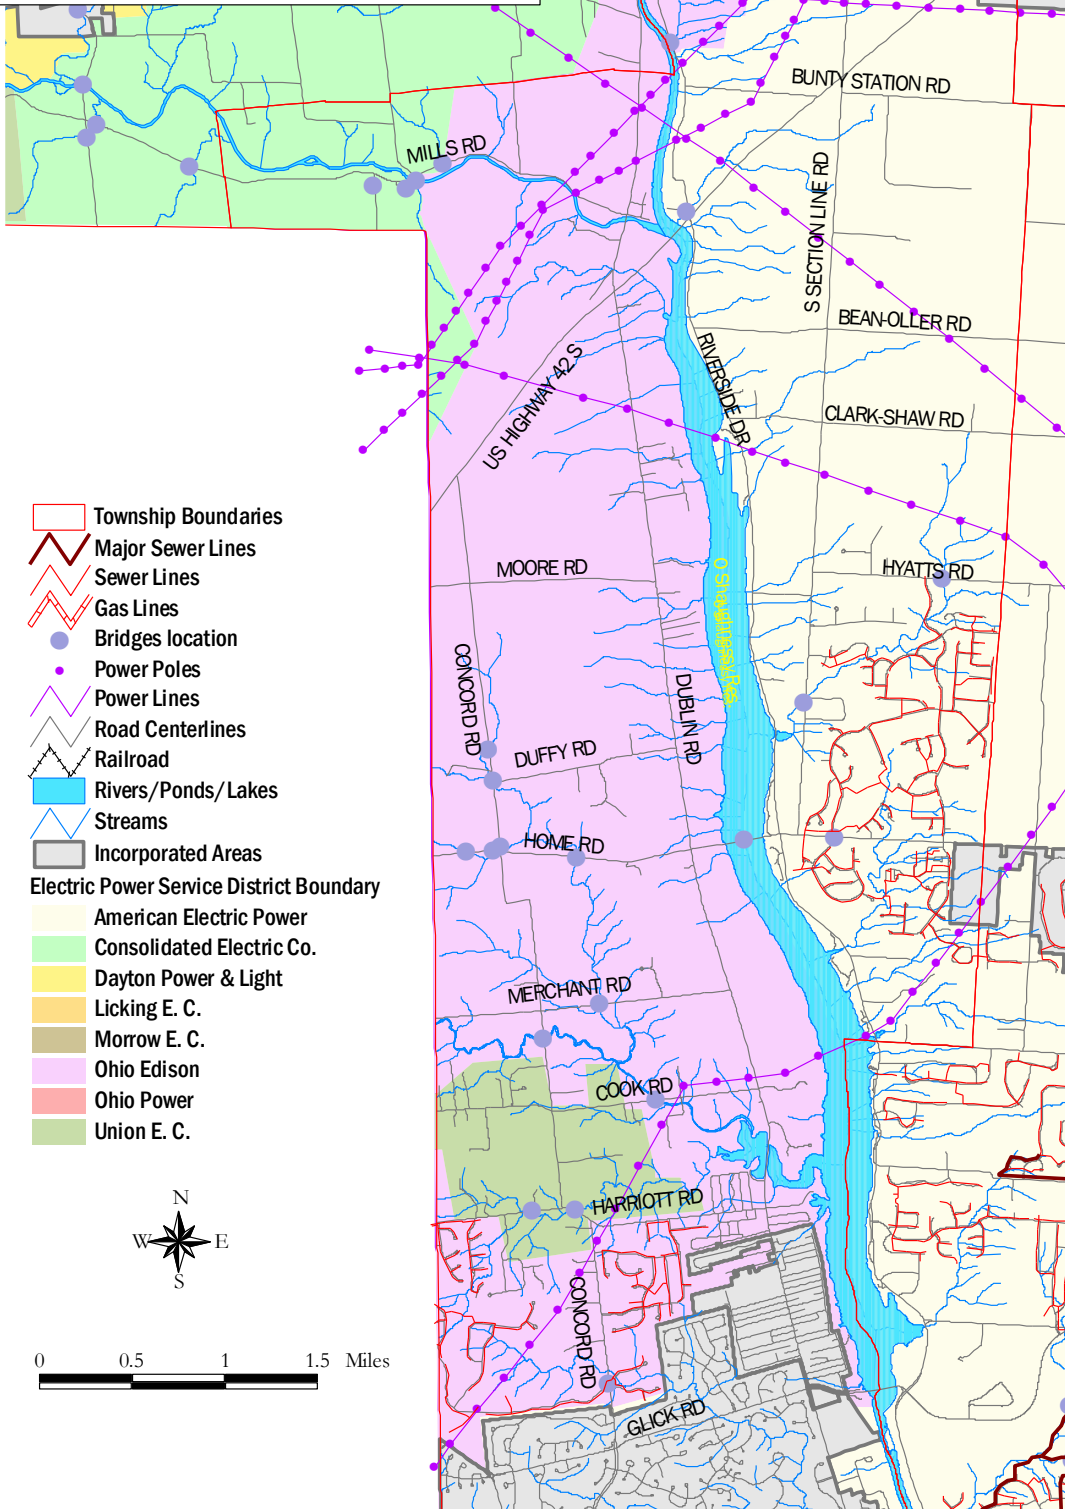 BUNTY STATION RD
MILLS RD
S SECTION LINE RD
BEAN-OLLER RD
RIVERSIDE DR
US HIGHWAY 42 S
CLARK-SHAW RD
Township Boundaries
Major Sewer Lines
Sewer Lines
Gas Lines
Bridges location
Power Poles
Power Lines
Road Centerlines
Railroad
Rivers/Ponds/Lakes
Streams
Incorporated Areas
Electric Power Service District Boundary
American Electric Power
Consolidated Electric Co.
Dayton Power & Light
Licking E. C.
Morrow E. C.
Ohio Edison
Ohio Power
Union E. C.
MOORE RD
HYATTS RD
CONCORD RD
DUBLIN RD
DUFFY RD
HOME RD
MERCHANT RD
COOK RD
HARRIOTT RD
CONCORD RD
GLICK RD
N
W E
S
0 0.5 1 1.5 Miles